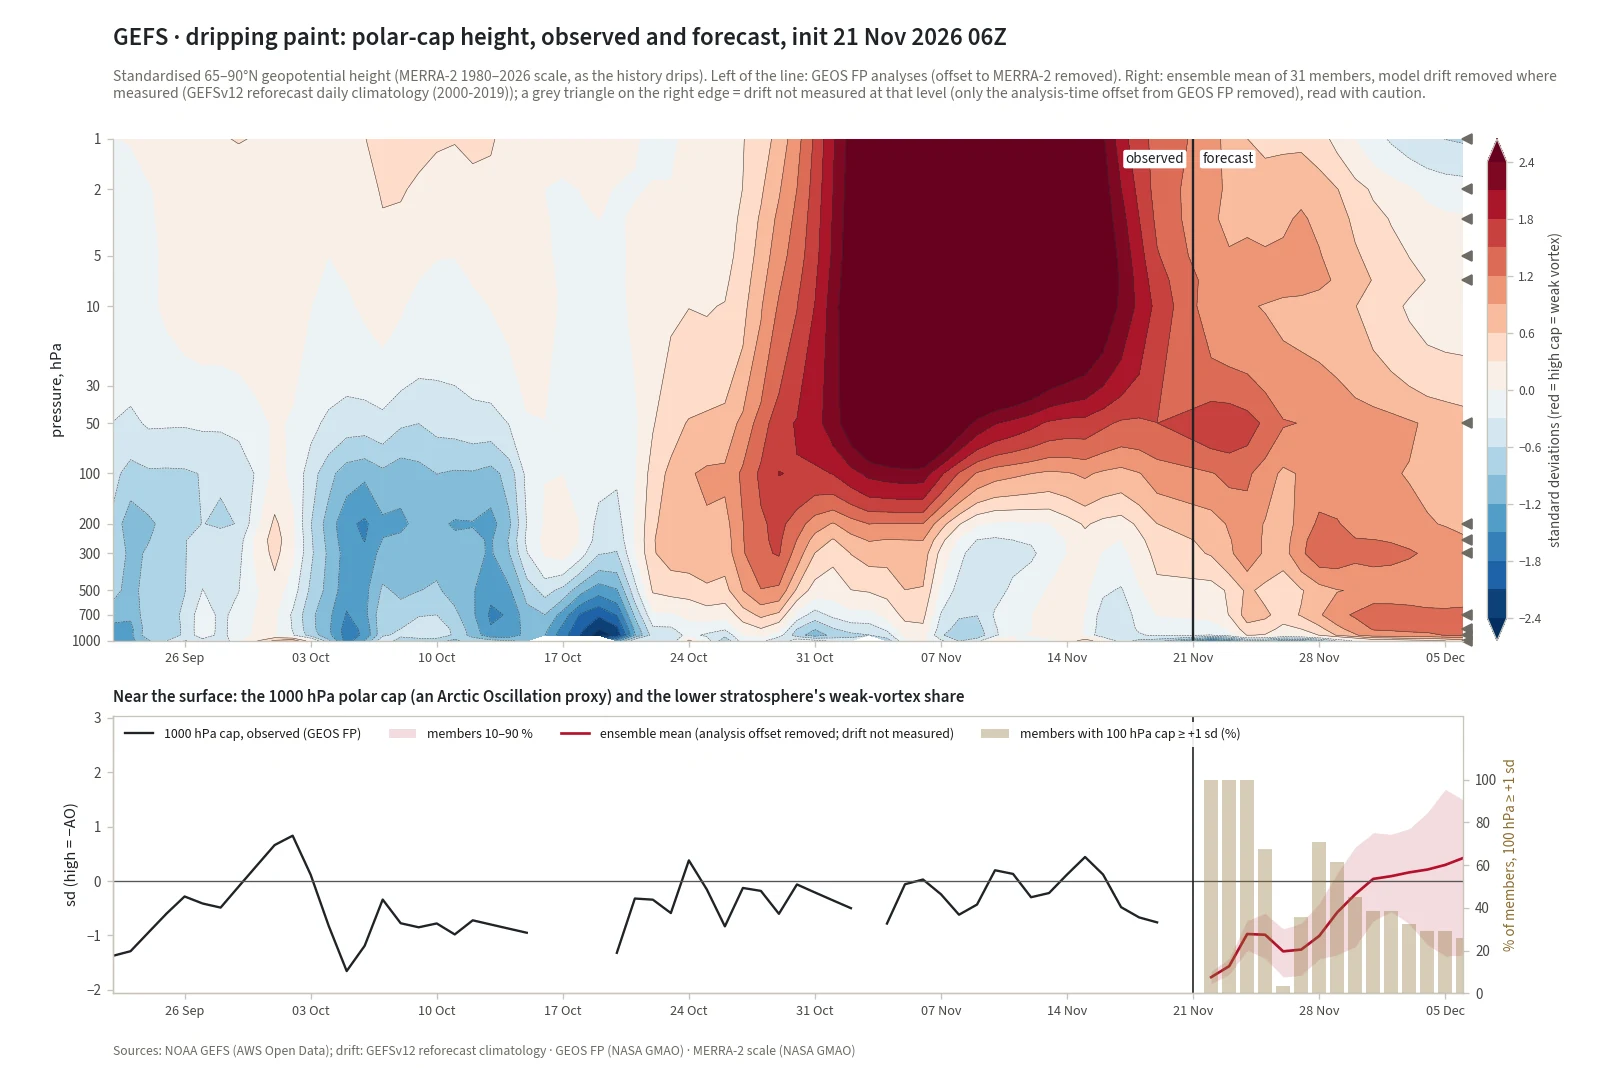 GEFS · dripping paint: polar-cap height, observed and forecast, init 21 Nov 2026 06Z
Standardised 65–90°N geopotential height (MERRA-2 1980–2026 scale, as the history drips). Left of the line: GEOS FP analyses (offset to MERRA-2 removed). Right: ensemble mean of 31 members, model drift removed where
measured (GEFSv12 reforecast daily climatology (2000-2019)); a grey triangle on the right edge = drift not measured at that level (only the analysis-time offset from GEOS FP removed), read with caution.
pressure, hPa
1
2
5
10
30
50
100
200
300
500
700
1000
observed
forecast
26 Sep
03 Oct
10 Oct
17 Oct
24 Oct
31 Oct
07 Nov
14 Nov
21 Nov
28 Nov
05 Dec
2.4
1.8
1.2
0.6
0.0
−0.6
−1.2
−1.8
−2.4
standard deviations (red = high cap = weak vortex)
Near the surface: the 1000 hPa polar cap (an Arctic Oscillation proxy) and the lower stratosphere's weak-vortex share
1000 hPa cap, observed (GEOS FP)
members 10–90 %
ensemble mean (analysis offset removed; drift not measured)
members with 100 hPa cap ≥ +1 sd (%)
sd (high = −AO)
3
2
1
0
−1
−2
100
80
60
40
20
0
% of members, 100 hPa ≥ +1 sd
26 Sep
03 Oct
10 Oct
17 Oct
24 Oct
31 Oct
07 Nov
14 Nov
21 Nov
28 Nov
05 Dec
Sources: NOAA GEFS (AWS Open Data); drift: GEFSv12 reforecast climatology · GEOS FP (NASA GMAO) · MERRA-2 scale (NASA GMAO)